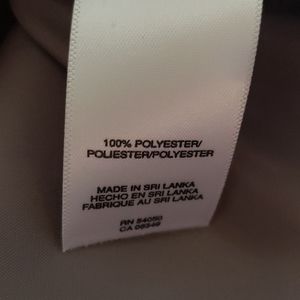 100% POLYESTER/
POLIESTER/POLYESTER
MADE IN SRI LANKA
HECHO EN SRI LANKA
FABRIQUE AU SRI LANKA
RN 54050
CA 08349